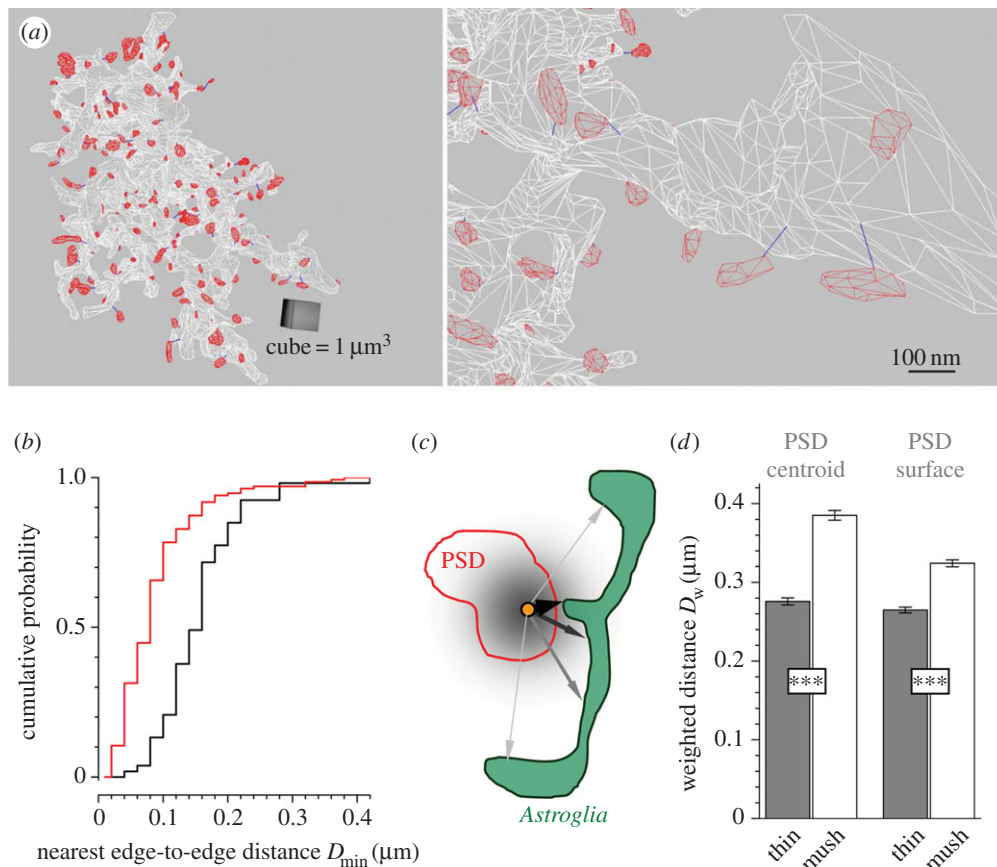 (a)
cube = 1 µm³
100 nm
(b)
cumulative probability
1.0
0.5
0
0
0.1
0.2
0.3
0.4
nearest edge-to-edge distance Dmin (µm)
(c)
PSD
Astroglia
(d)
PSD
centroid
PSD
surface
weighted distance Dw (µm)
0.4
0.3
0.2
0.1
0
***
***
thin
mush
thin
mush